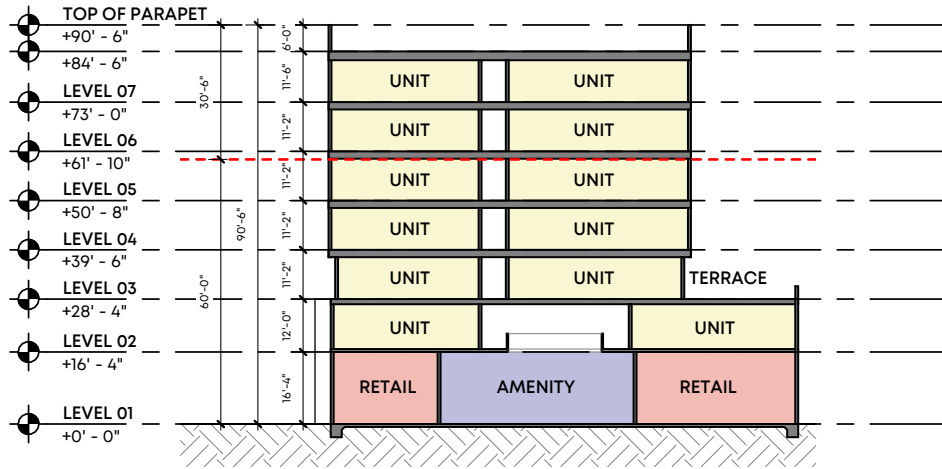 TOP OF PARAPET
+90' - 6"
+84' - 6"
LEVEL 07
+73' - 0"
LEVEL 06
+61' - 10"
LEVEL 05
+50' - 8"
LEVEL 04
+39' - 6"
LEVEL 03
+28' - 4"
LEVEL 02
+16' - 4"
LEVEL 01
+0' - 0"
30'-6"
60'-0"
90'-6"
6'-0"
11'-6"
11'-2"
11'-2"
11'-2"
11'-2"
12'-0"
16'-4"
UNIT UNIT
UNIT UNIT
UNIT UNIT
UNIT UNIT
UNIT UNIT TERRACE
UNIT UNIT
RETAIL AMENITY RETAIL